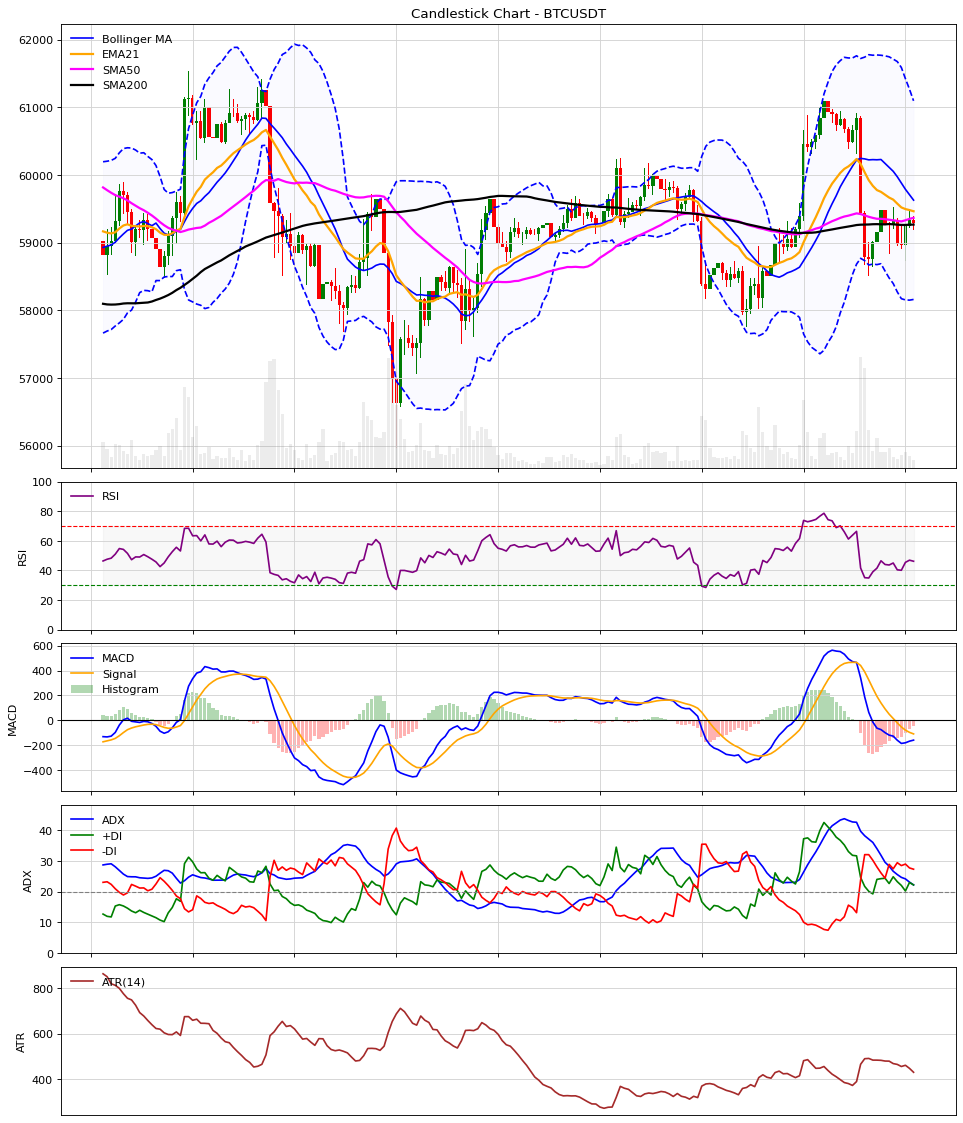 Candlestick Chart - BTCUSDT
Bollinger MA
EMA21
SMA50
SMA200
62000
61000
60000
59000
58000
57000
56000
RSI
RSI
100
80
60
40
20
0
MACD
Signal
Histogram
MACD
600
400
200
0
−200
−400
ADX
+DI
-DI
ADX
40
30
20
10
0
ATR(14)
ATR
800
600
400